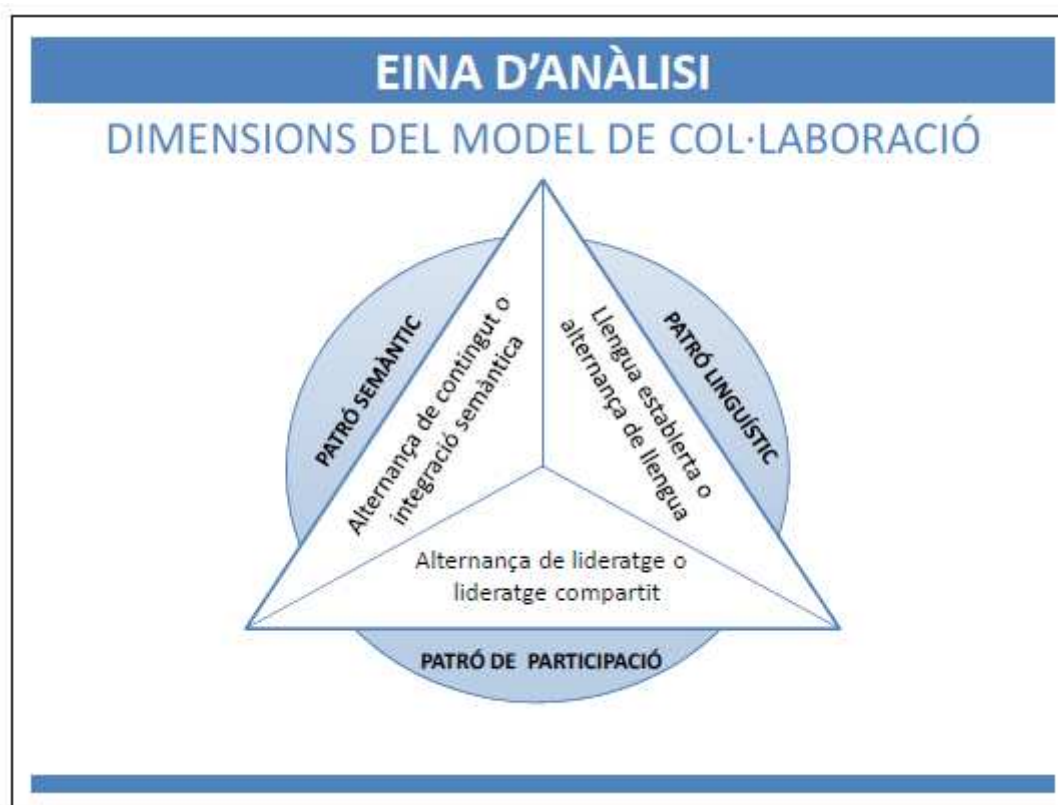 EINA D'ANÀLISI
DIMENSIONS DEL MODEL DE COL·LABORACIÓ
PATRÓ SEMÀNTIC
Alternança de contingut o
integració semàntica
Llengua establerta o
alternança de llengua
PATRÓ LINGUÍSTIC
Alternança de lideratge o
lideratge compartit
PATRÓ DE PARTICIPACIÓ